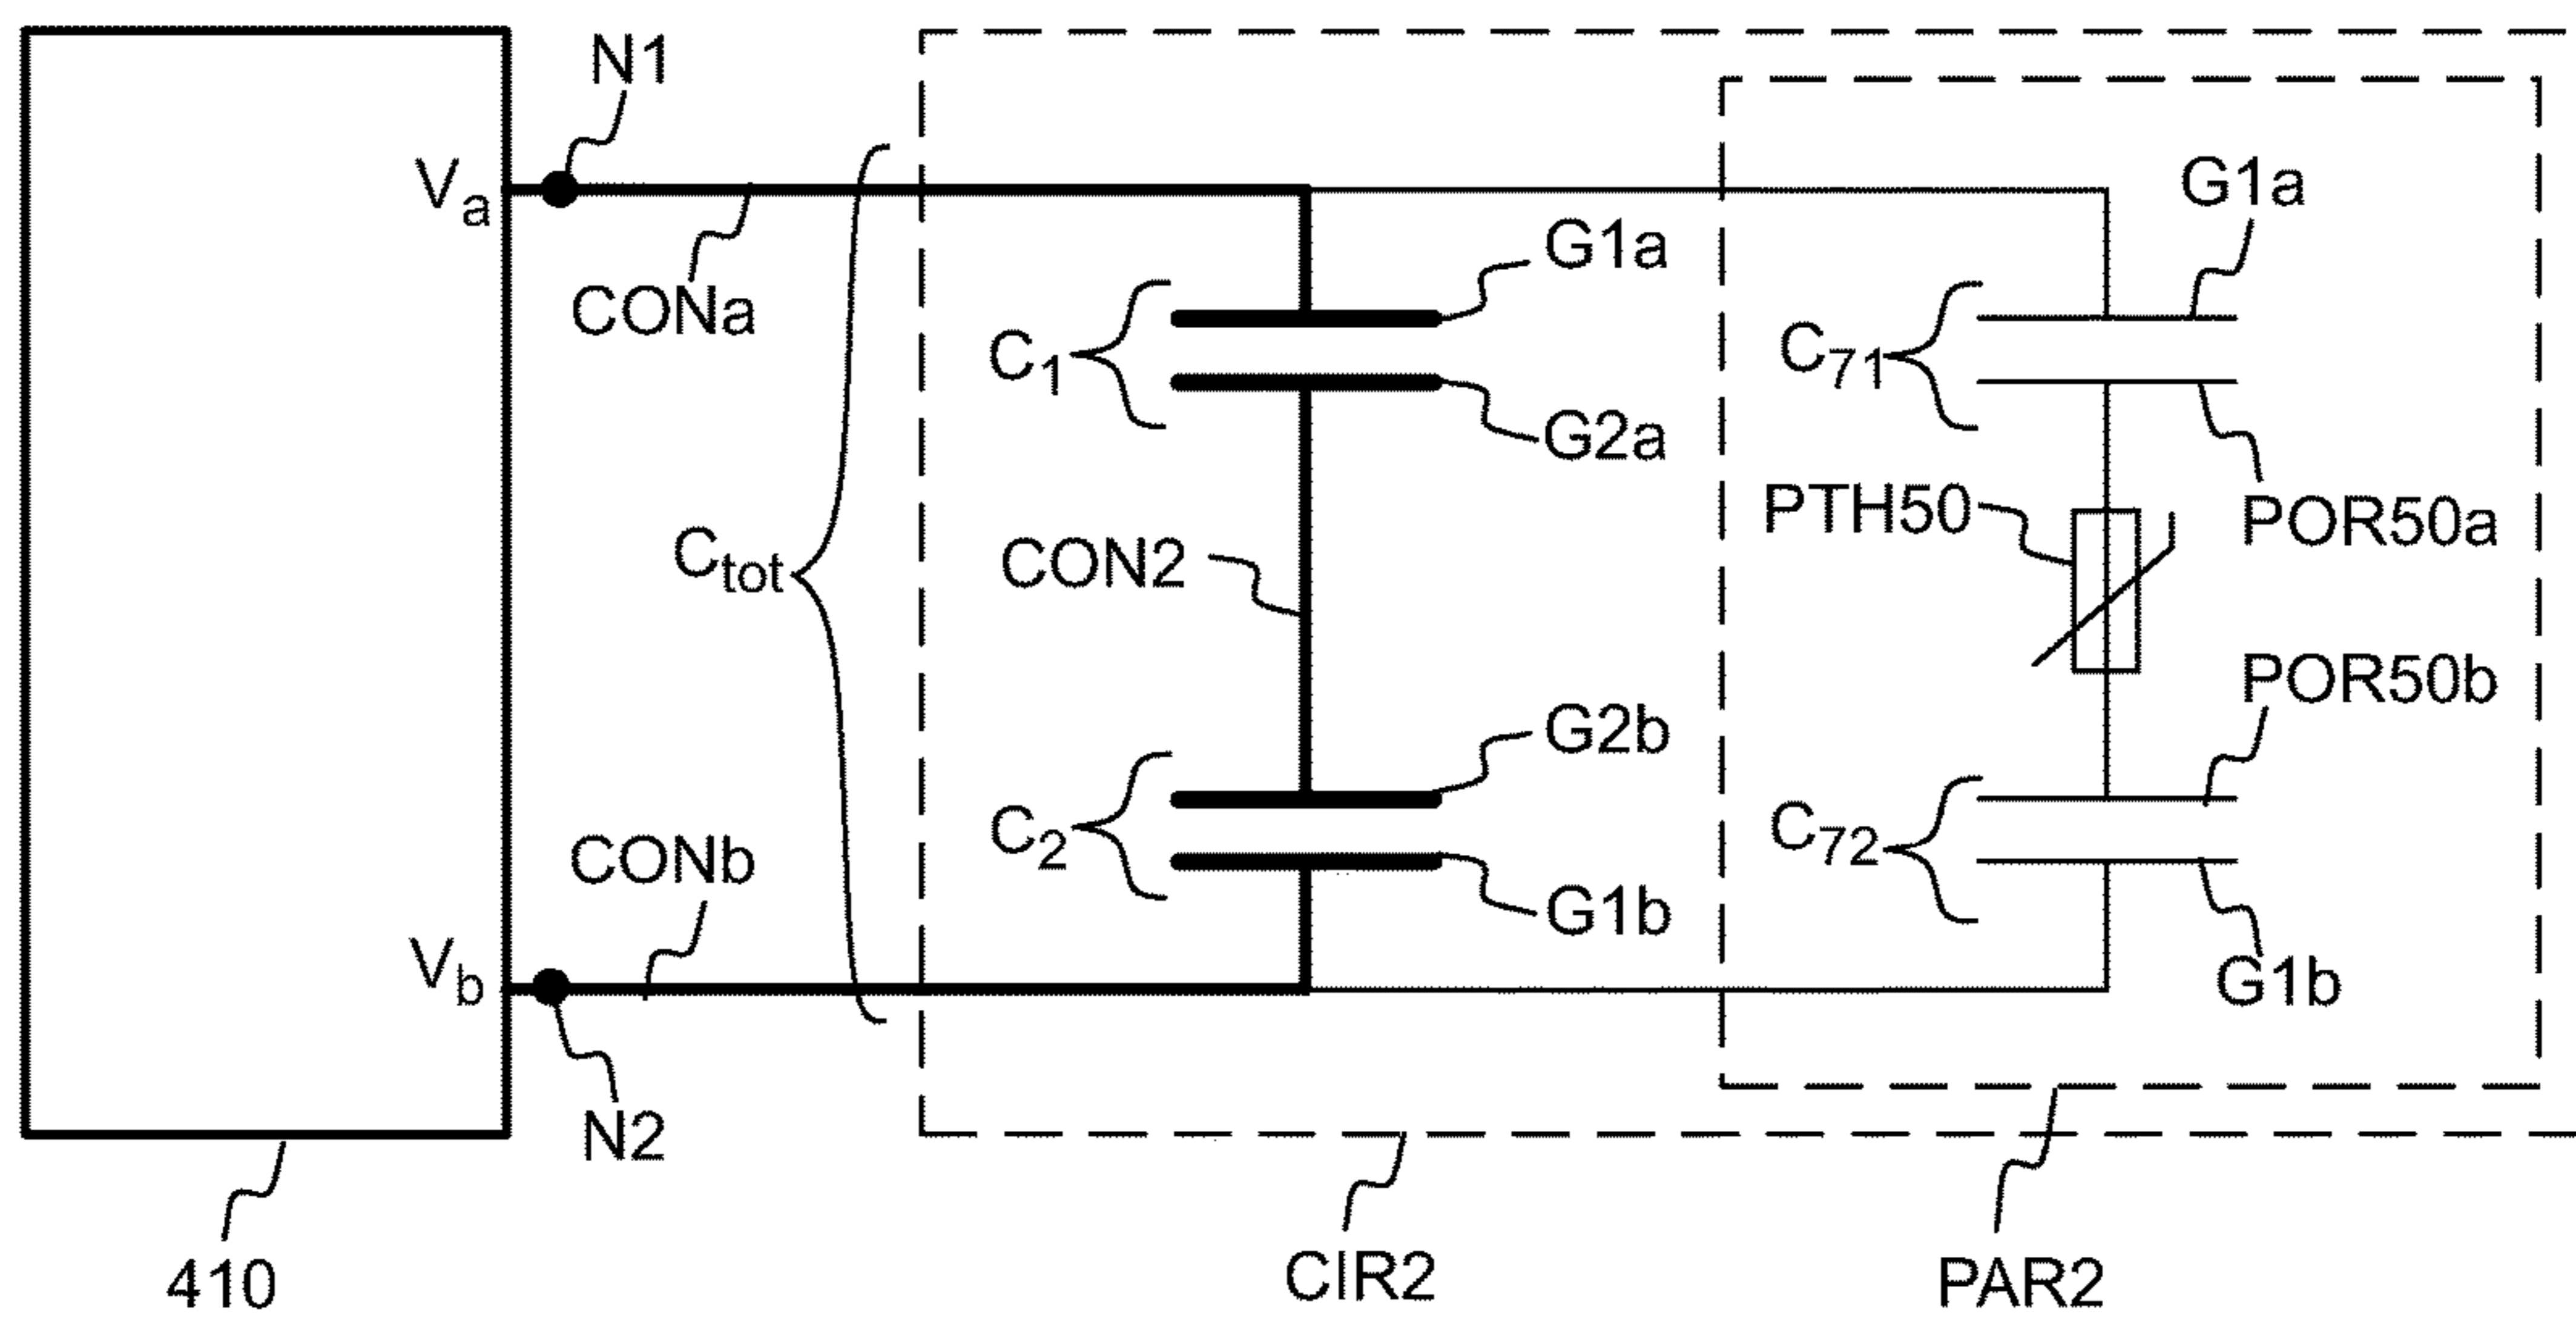 N1
Va
G1a
G1a
CONa
C1
C71
G2a
PTH50
POR50a
Ctot
CON2
POR50b
G2b
C2
C72
CONb
G1b
Vb
G1b
N2
410
CIR2
PAR2